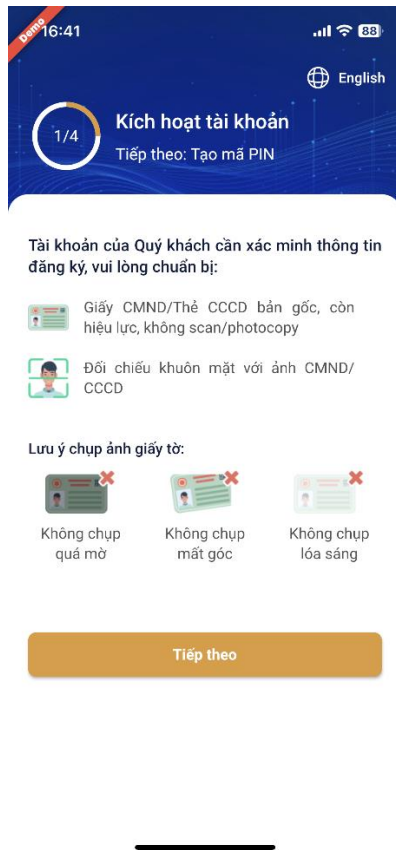 Demo
16:41
88
English
1/4
Kích hoạt tài khoản
Tiếp theo: Tạo mã PIN
Tài khoản của Quý khách cần xác minh thông tin
đăng ký, vui lòng chuẩn bị:
Giấy CMND/Thẻ CCCD bản gốc, còn
hiệu lực, không scan/photocopy
Đối chiếu khuôn mặt với ảnh CMND/
CCCD
Lưu ý chụp ảnh giấy tờ:
Không chụp
quá mờ
Không chụp
mất góc
Không chụp
lóa sáng
Tiếp theo